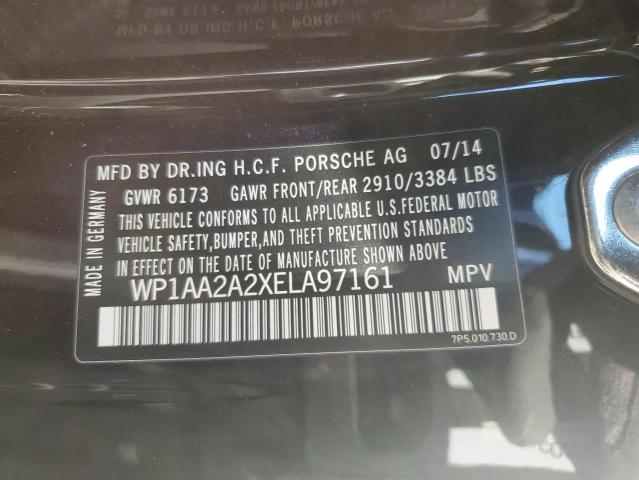 MFD BY DR.ING H.C.F. PORSCHE AG 07/14
GVWR 6173 GAWR FRONT/REAR 2910/3384 LBS
THIS VEHICLE CONFORMS TO ALL APPLICABLE U.S.FEDERAL MOTOR
VEHICLE SAFETY,BUMPER,AND THEFT PREVENTION STANDARDS
IN EFFECT ON THE DATE OF MANUFACTURE SHOWN ABOVE
WP1AA2A2XELA97161 MPV
7P5.010.730.D
MADE IN GERMANY